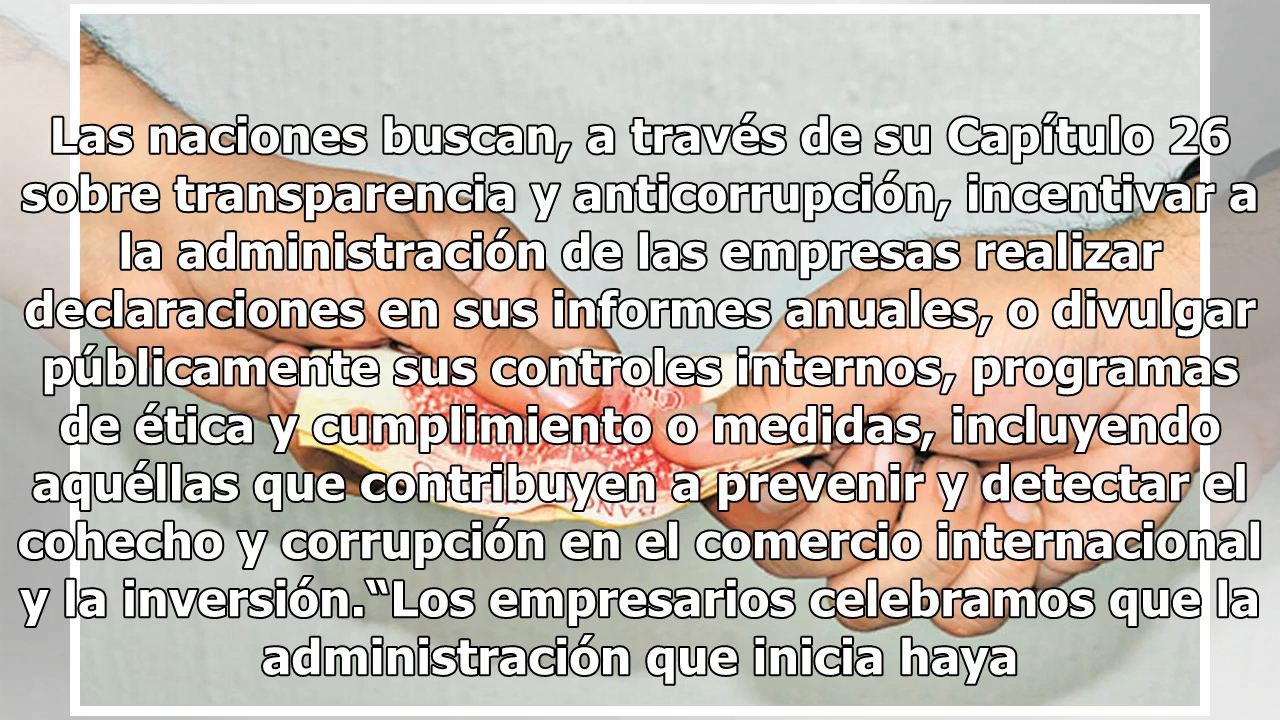 Las naciones buscan, a través de su Capítulo 26
sobre transparencia y anticorrupción, incentivar a
la administración de las empresas realizar
declaraciones en sus informes anuales, o divulgar
públicamente sus controles internos, programas
de ética y cumplimiento o medidas, incluyendo
aquéllas que contribuyen a prevenir y detectar el
cohecho y corrupción en el comercio internacional
y la inversión.“Los empresarios celebramos que la
administración que inicia haya